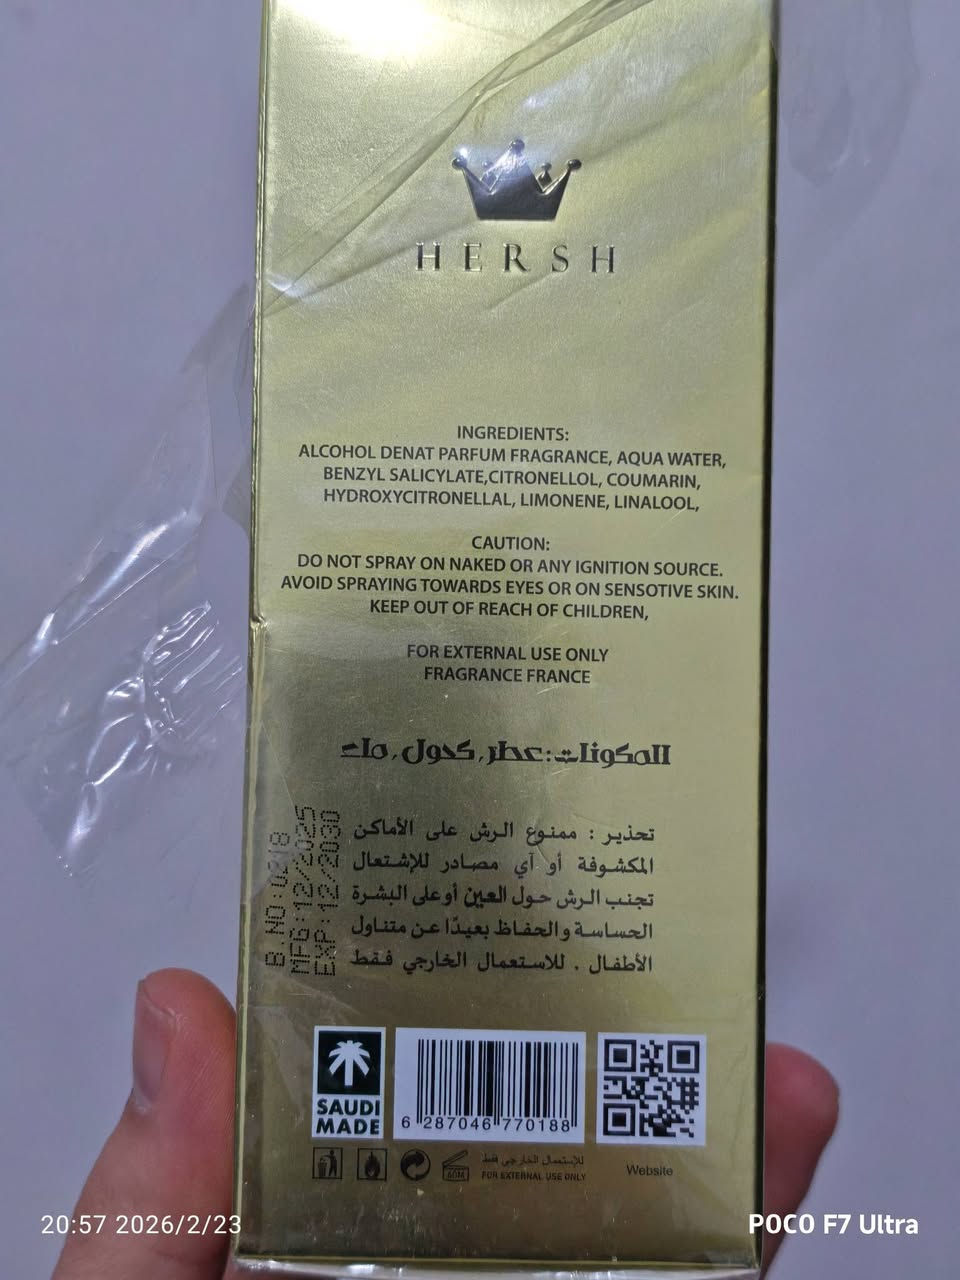 HERSH
INGREDIENTS:
ALCOHOL DENAT PARFUM FRAGRANCE, AQUA WATER,
BENZYL SALICYLATE,CITRONELLOL, COUMARIN,
HYDROXYCITRONELLAL, LIMONENE, LINALOOL,
CAUTION:
DO NOT SPRAY ON NAKED OR ANY IGNITION SOURCE.
AVOID SPRAYING TOWARDS EYES OR ON SENSOTIVE SKIN.
KEEP OUT OF REACH OF CHILDREN,
FOR EXTERNAL USE ONLY
FRAGRANCE FRANCE
المكونات:عطر,كحول,ماء
تحذير : ممنوع الرش على الأماكن
المكشوفة أو آي مصادر للإشتعال
تجنب الرش حول العين أوعلى البشرة
الحساسة والحفاظ بعيدًا عن متناول
الأطفال . للاستعمال الخارجي فقط
B.NO:0218
MFG:12/2025
EXP:12/2030
SAUDI
MADE
6 287046 770188
60M
للإستعمال الخارجي فقط
FOR EXTERNAL USE ONLY
Website
20:57 2026/2/23
POCO F7 Ultra